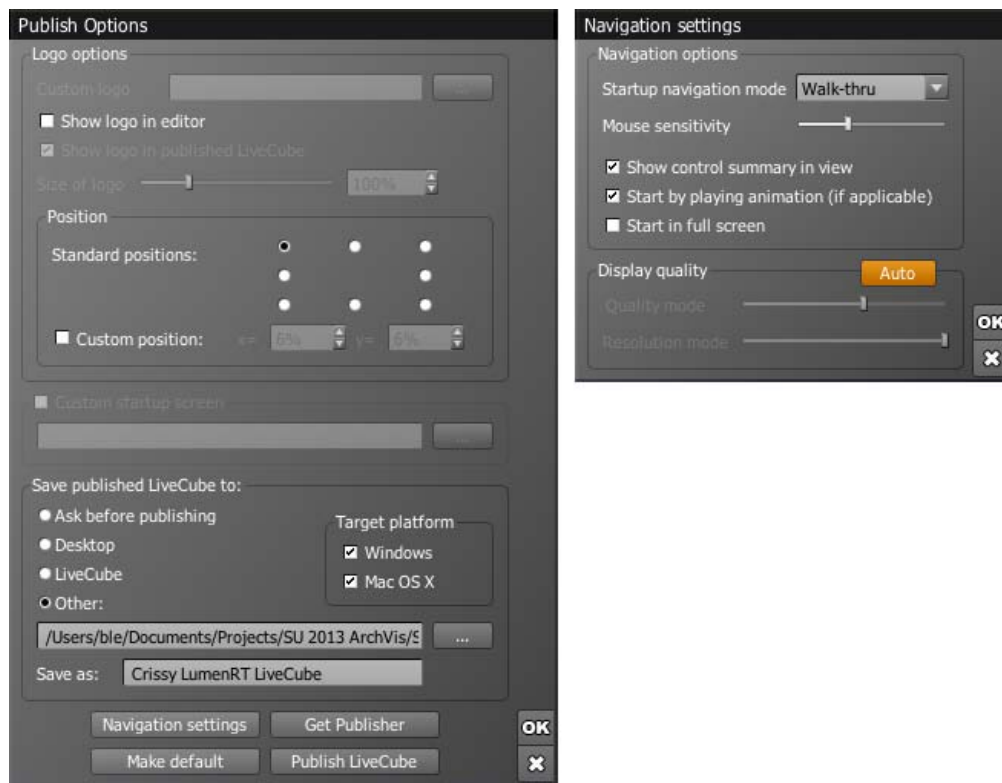 Publish Options
Logo options
Custom logo
...
Show logo in editor
Show logo in published LiveCube
Size of logo
100%
Position
Standard positions:
Custom position: x= 6% y= 6%
Custom startup screen
...
Save published LiveCube to:
Ask before publishing
Desktop
LiveCube
Other:
Target platform
Windows
Mac OS X
/Users/ble/Documents/Projects/SU 2013 ArchVis/S
...
Save as: Crissy LumenRT LiveCube
Navigation settings Get Publisher
Make default Publish LiveCube
OK
Navigation settings
Navigation options
Startup navigation mode Walk-thru
Mouse sensitivity
Show control summary in view
Start by playing animation (if applicable)
Start in full screen
Display quality Auto
Quality mode
Resolution mode
OK